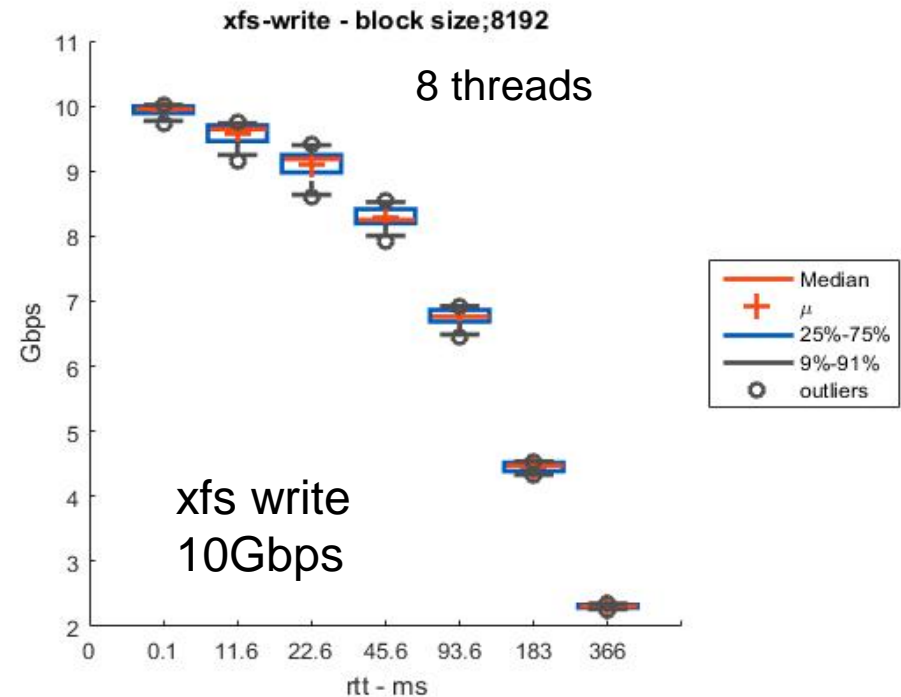 xfs-write - block size;8192
8 threads
11
10
9
8
7
6
5
4
3
2
Gbps
xfs write
10Gbps
Median
μ
25%-75%
9%-91%
outliers
0 0.1 11.6 22.6 45.6 93.6 183 366
rtt - ms